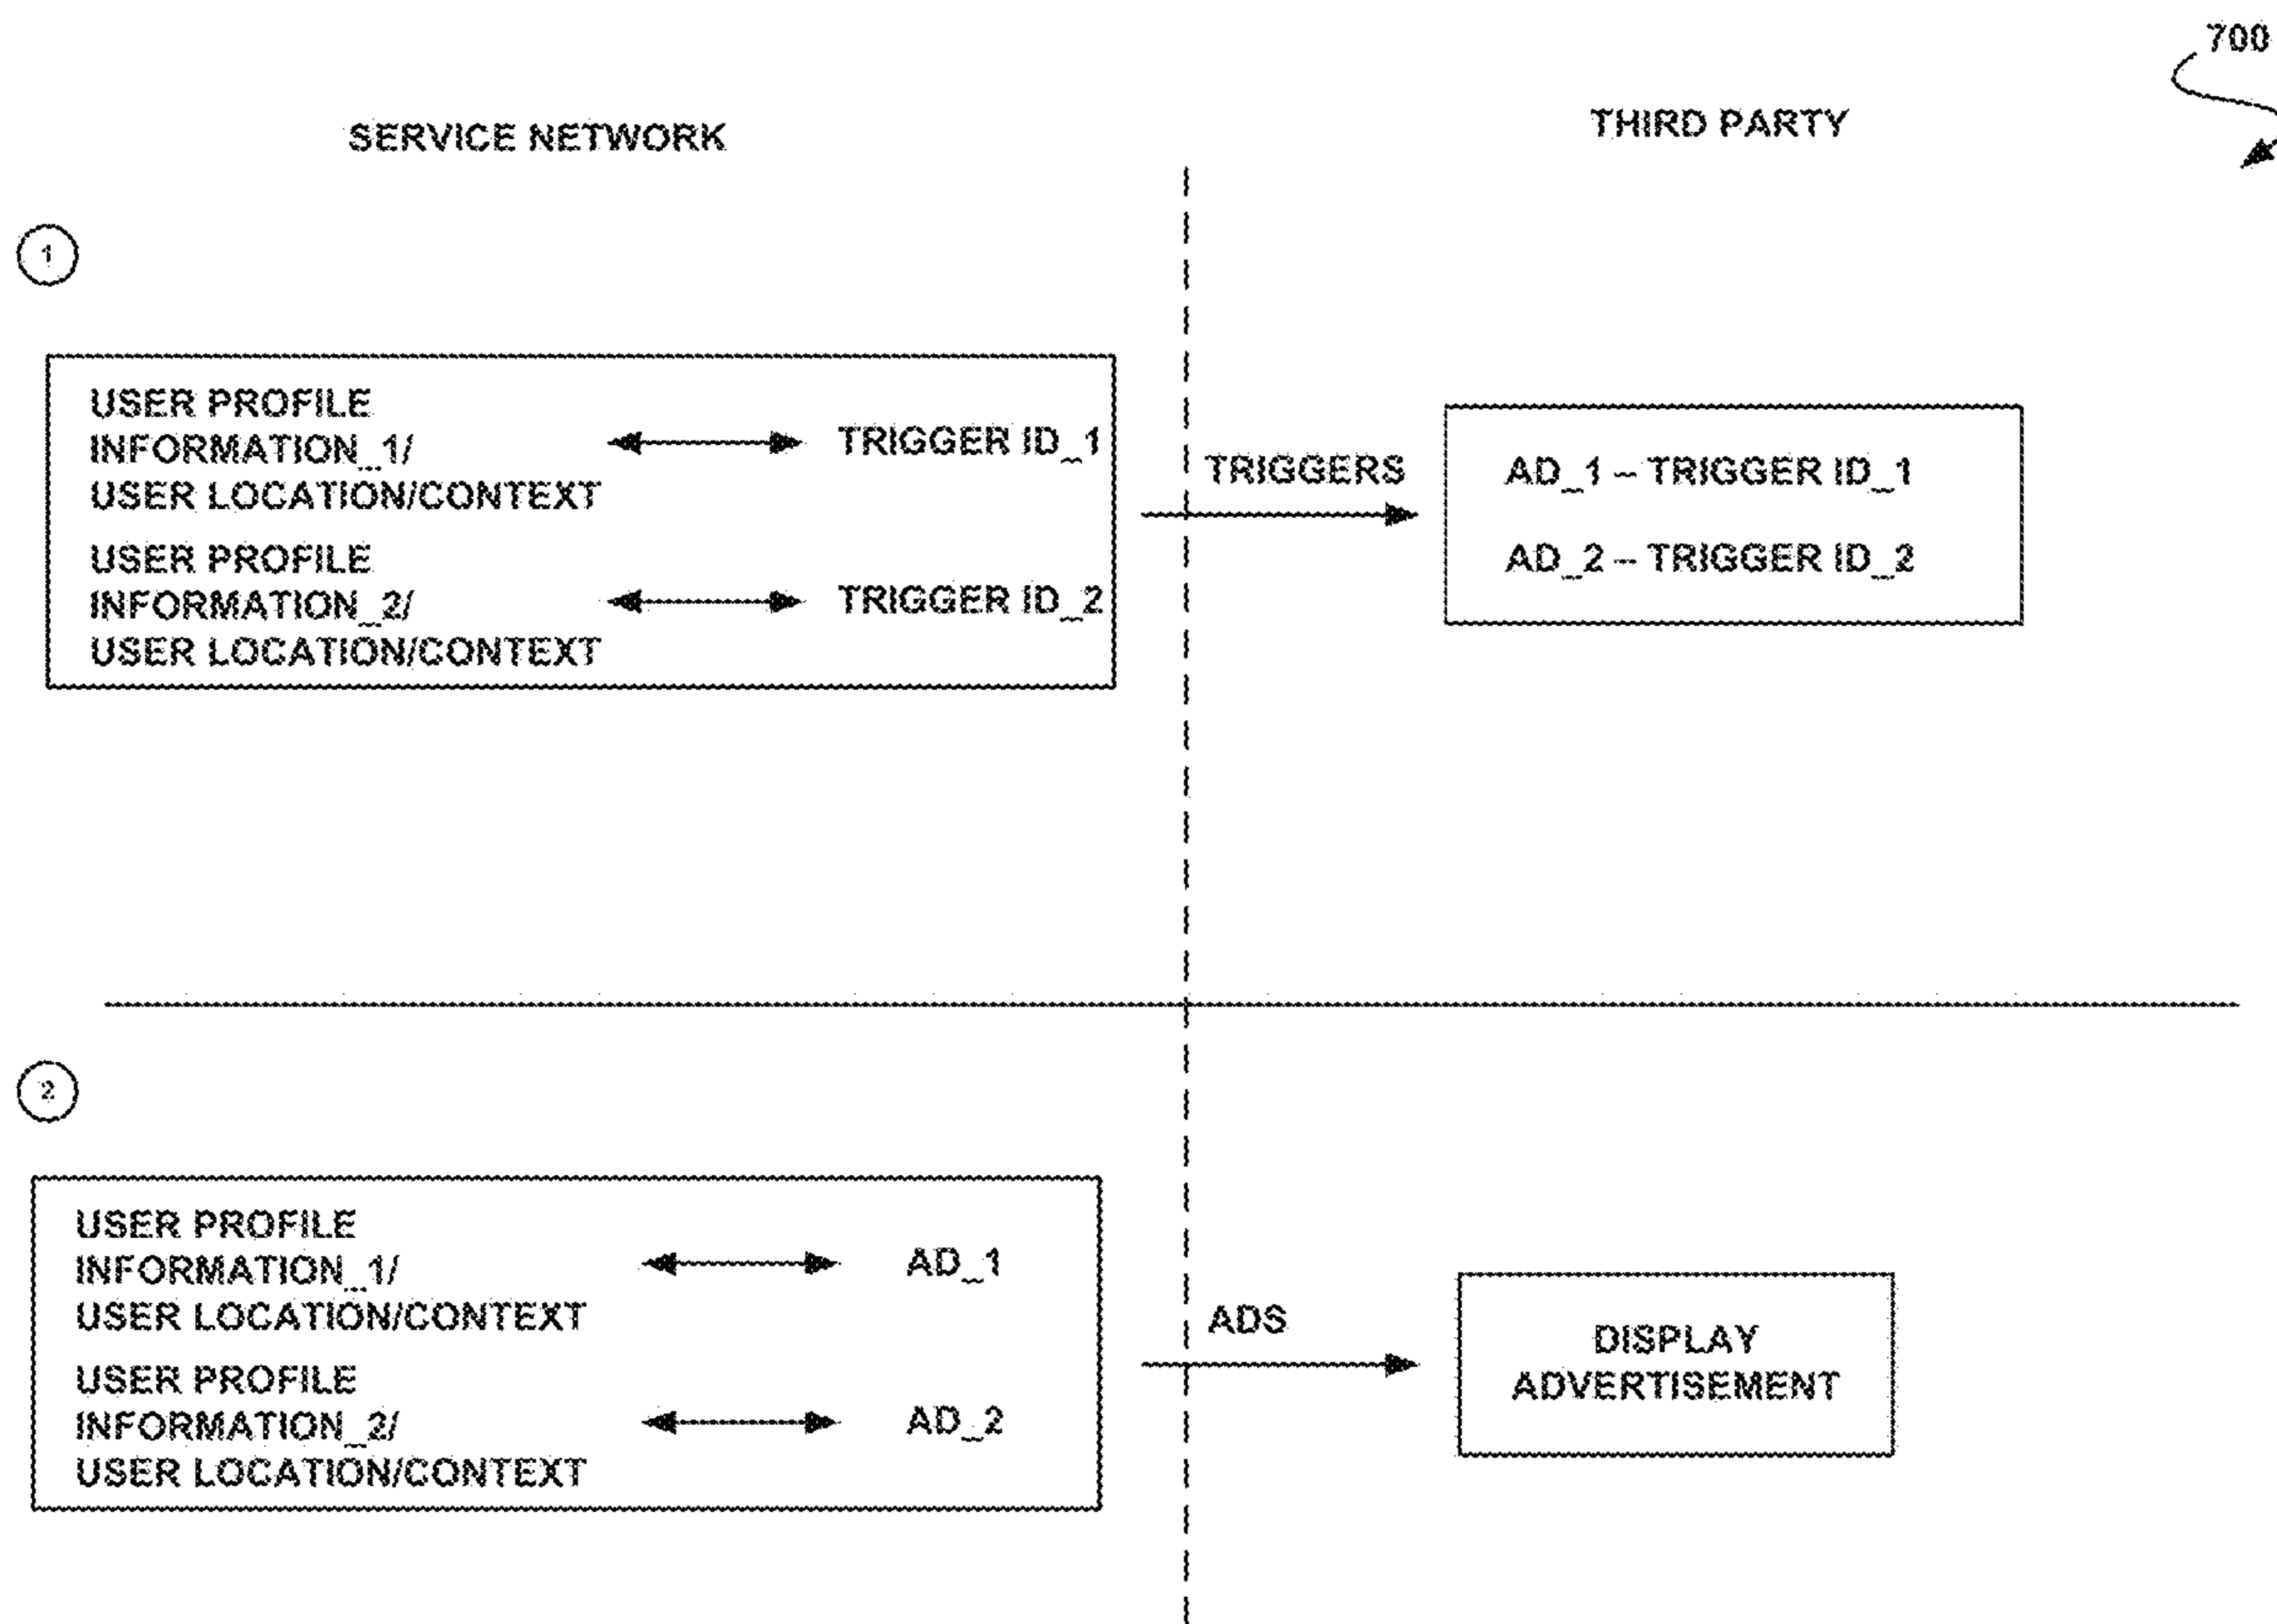 700
SERVICE NETWORK
THIRD PARTY
1
USER PROFILE
INFORMATION_1/
USER LOCATION/CONTEXT
TRIGGER ID_1
USER PROFILE
INFORMATION_2/
USER LOCATION/CONTEXT
TRIGGER ID_2
TRIGGERS
AD_1 – TRIGGER ID_1
AD_2 – TRIGGER ID_2
2
USER PROFILE
INFORMATION_1/
USER LOCATION/CONTEXT
AD_1
USER PROFILE
INFORMATION_2/
USER LOCATION/CONTEXT
AD_2
ADS
DISPLAY
ADVERTISEMENT